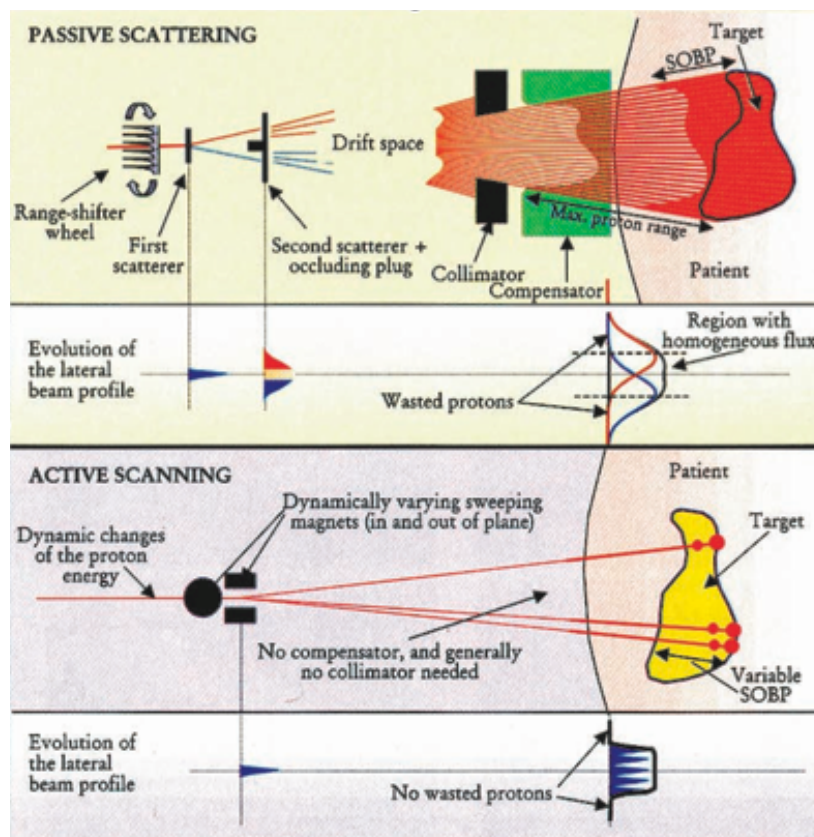 PASSIVE SCATTERING
Target
SOBP
Drift space
Range-shifter
wheel
First
scatterer
Second scatterer +
occluding plug
Collimator
Compensator
Max. proton range
Patient
Evolution of
the lateral
beam profile
Wasted protons
Region with
homogeneous flux
ACTIVE SCANNING
Patient
Dynamically varying sweeping
magnets (in and out of plane)
Dynamic changes
of the proton
energy
Target
No compensator, and generally
no collimator needed
Variable
SOBP
Evolution of
the lateral
beam profile
No wasted protons